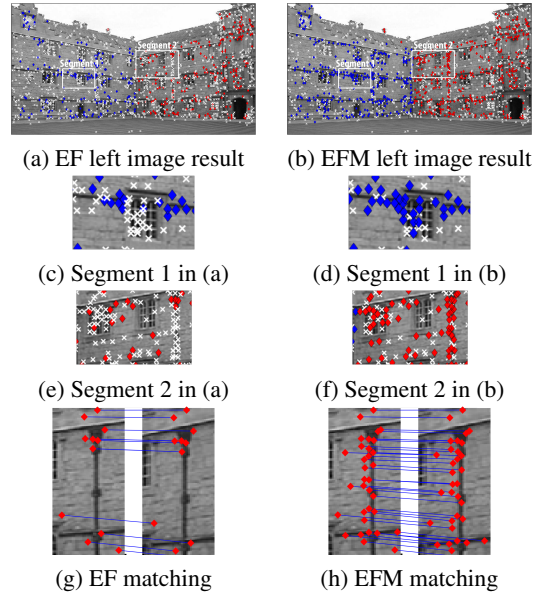 Segment 2
Segment 1
Segment 2
Segment 1
(a) EF left image result
(b) EFM left image result
(c) Segment 1 in (a)
(d) Segment 1 in (b)
(e) Segment 2 in (a)
(f) Segment 2 in (b)
(g) EF matching
(h) EFM matching